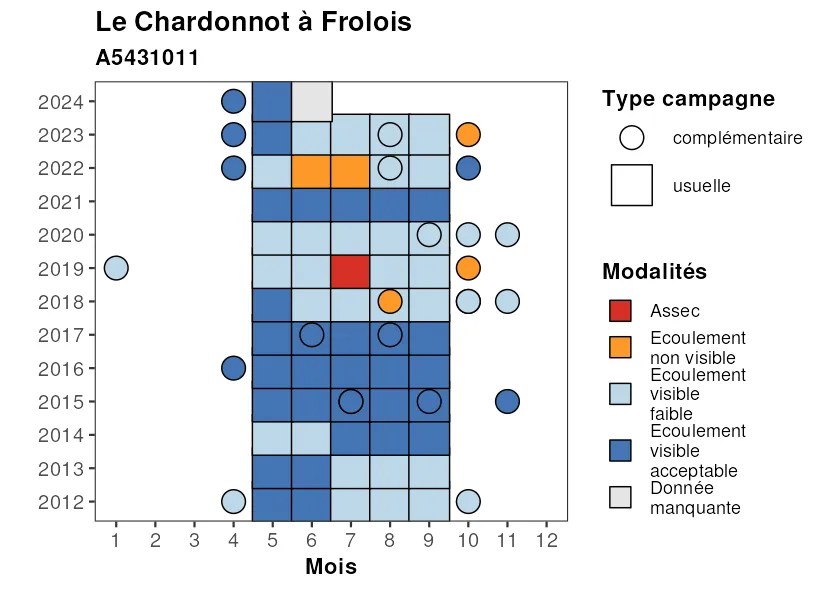 Le Chardonnot à Frolois
A5431011
2024
2023
2022
2021
2020
2019
2018
2017
2016
2015
2014
2013
2012
1 2 3 4 5 6 7 8 9 10 11 12
Mois
Type campagne
complémentaire
usuelle
Modalités
Assec
Ecoulement
non visible
Ecoulement
visible
faible
Ecoulement
visible
acceptable
Donnée
manquante